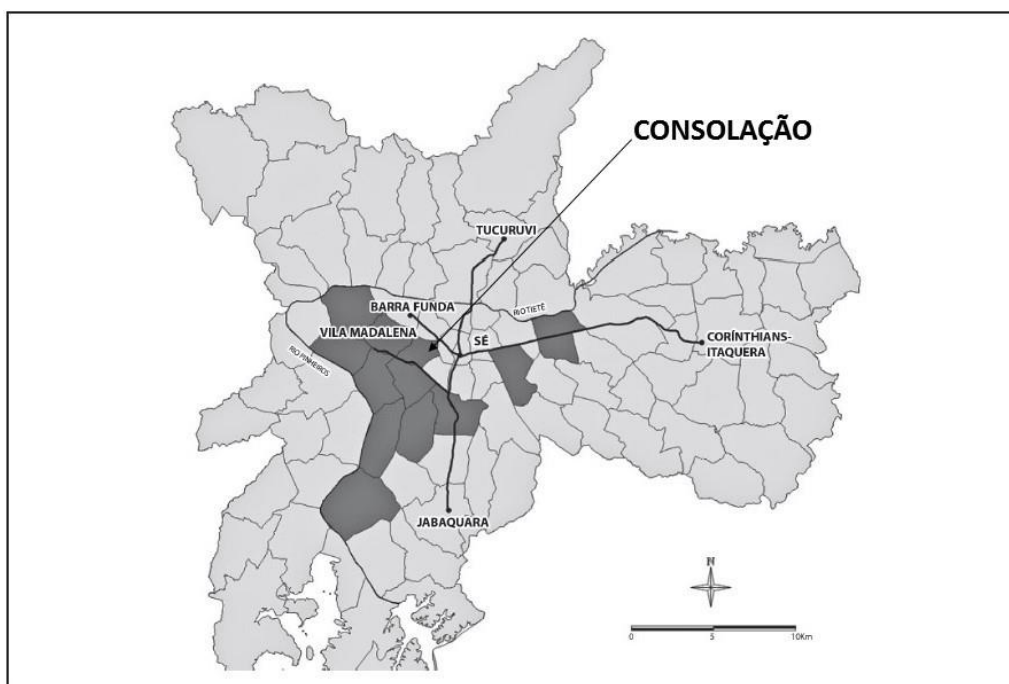 CONSOLAÇÃO
TUCURUVI
BARRA FUNDA
RIO TIETÊ
VILA MADALENA
SÉ
CORÍNTHIANS-
ITAQUERA
RIO PINHEIROS
JABAQUARA
N
0 5 10Km